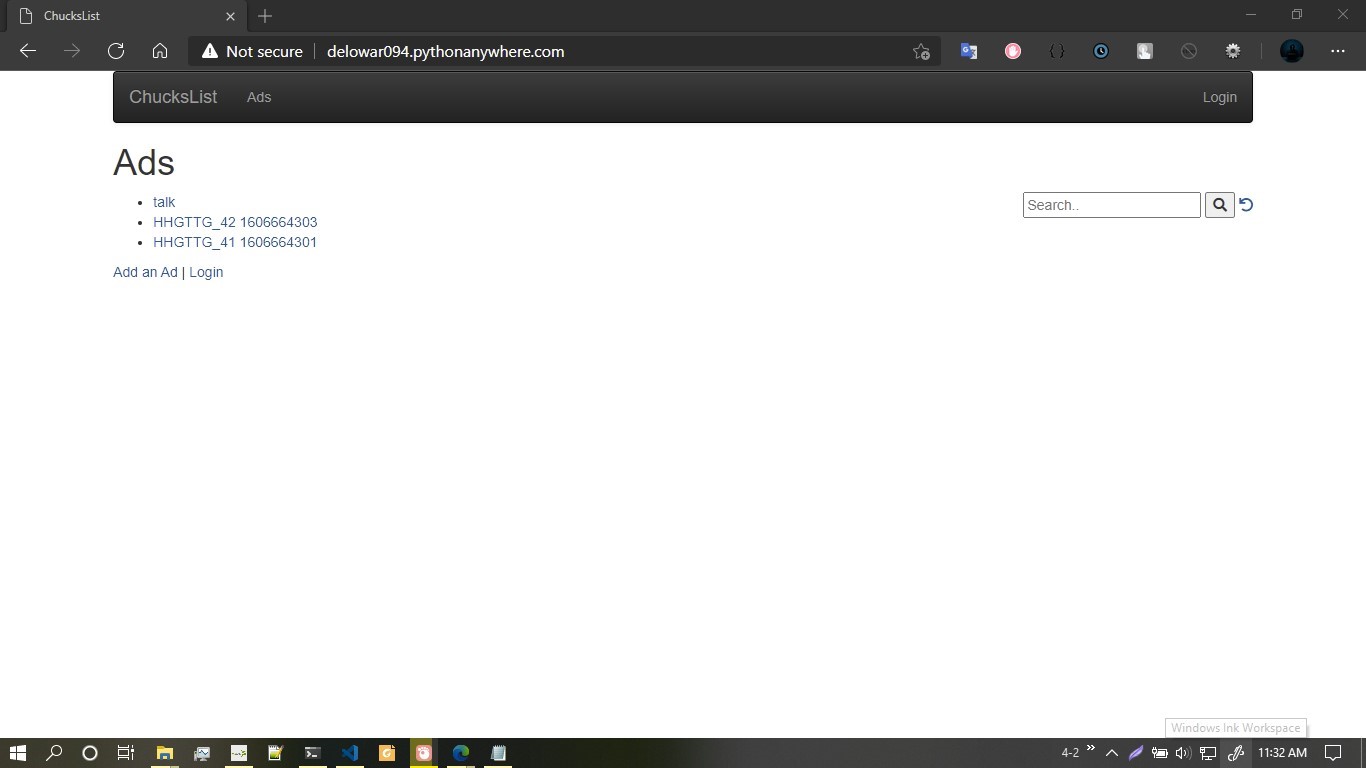 ChucksList
Not secure delowar094.pythonanywhere.com
ChucksList Ads Login
Ads
talk
Search..
HHGTTG_42 1606664303
HHGTTG_41 1606664301
Add an Ad | Login
Windows Ink Workspace
4-2 11:32 AM